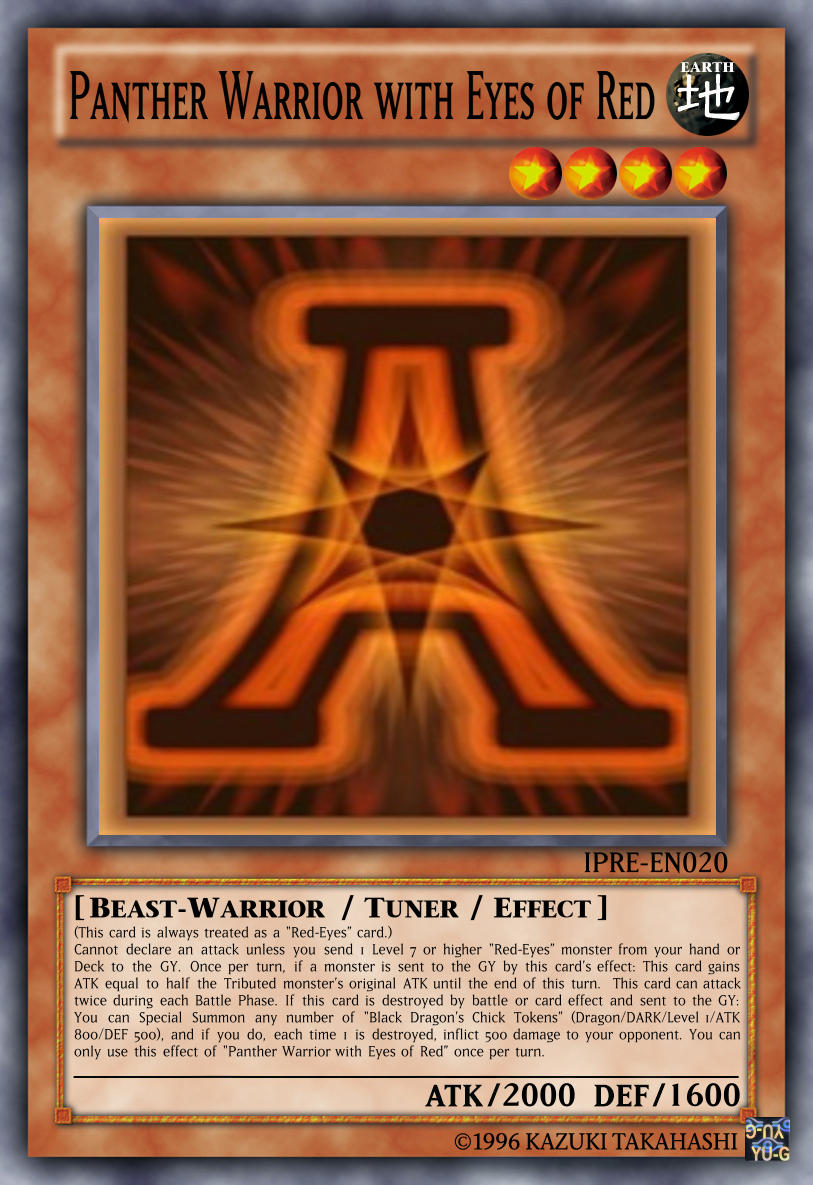 Panther Warrior with Eyes of Red
EARTH
地
A
IPRE-EN020
[ Beast-Warrior / Tuner / Effect ]
(This card is always treated as a "Red-Eyes" card.)
Cannot declare an attack unless you send 1 Level 7 or higher "Red-Eyes" monster from your hand or
Deck to the GY. Once per turn, if a monster is sent to the GY by this card's effect: This card gains
ATK equal to half the Tributed monster's original ATK until the end of this turn. This card can attack
twice during each Battle Phase. If this card is destroyed by battle or card effect and sent to the GY:
You can Special Summon any number of "Black Dragon's Chick Tokens" (Dragon/DARK/Level 1/ATK
800/DEF 500), and if you do, each time 1 is destroyed, inflict 500 damage to your opponent. You can
only use this effect of "Panther Warrior with Eyes of Red" once per turn.
ATK/2000 DEF/1600
©1996 KAZUKI TAKAHASHI
YU-G
YU-G